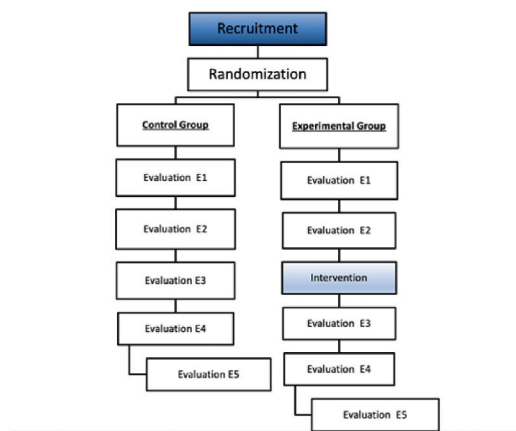 Recruitment
Randomization
Control Group
Evaluation E1
Evaluation E2
Evaluation E3
Evaluation E4
Evaluation E5
Experimental Group
Evaluation E1
Evaluation E2
Intervention
Evaluation E3
Evaluation E4
Evaluation E5